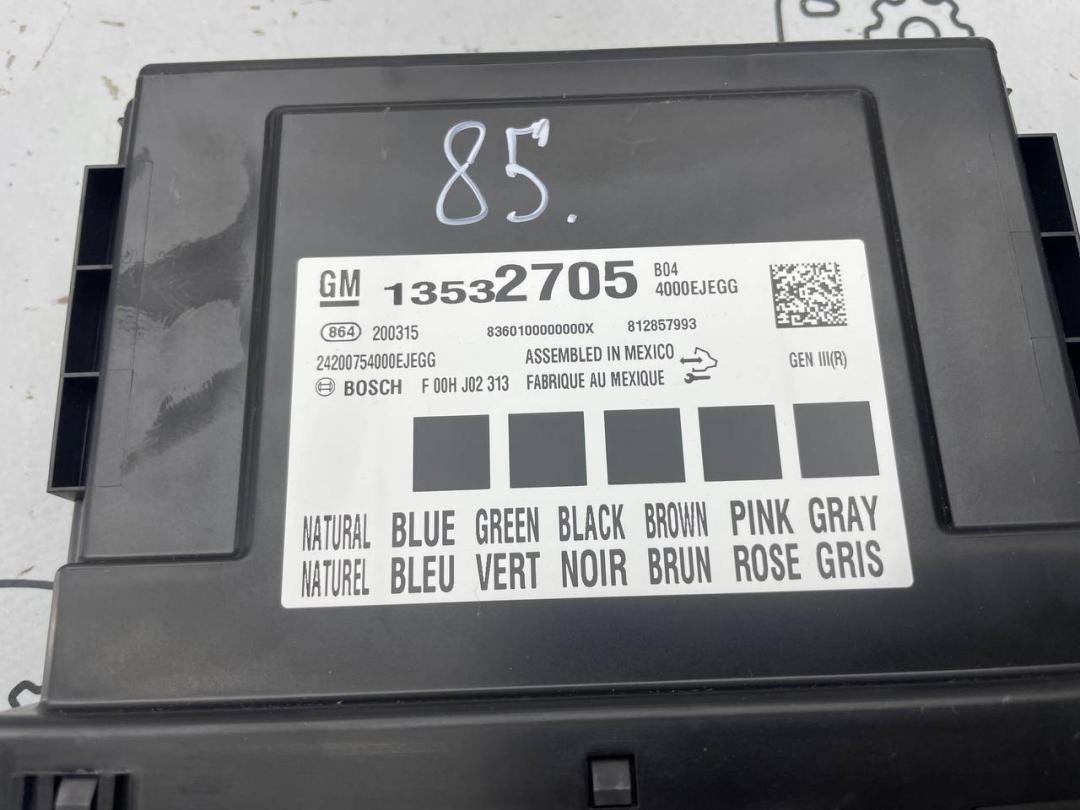 85.
GM 13532705 B04
4000EJEGG
864 200315 8360100000000X 812857993
24200754000EJEGG ASSEMBLED IN MEXICO GEN III(R)
BOSCH F 00H J02 313 FABRIQUE AU MEXIQUE
NATURAL BLUE GREEN BLACK BROWN PINK GRAY
NATUREL BLEU VERT NOIR BRUN ROSE GRIS